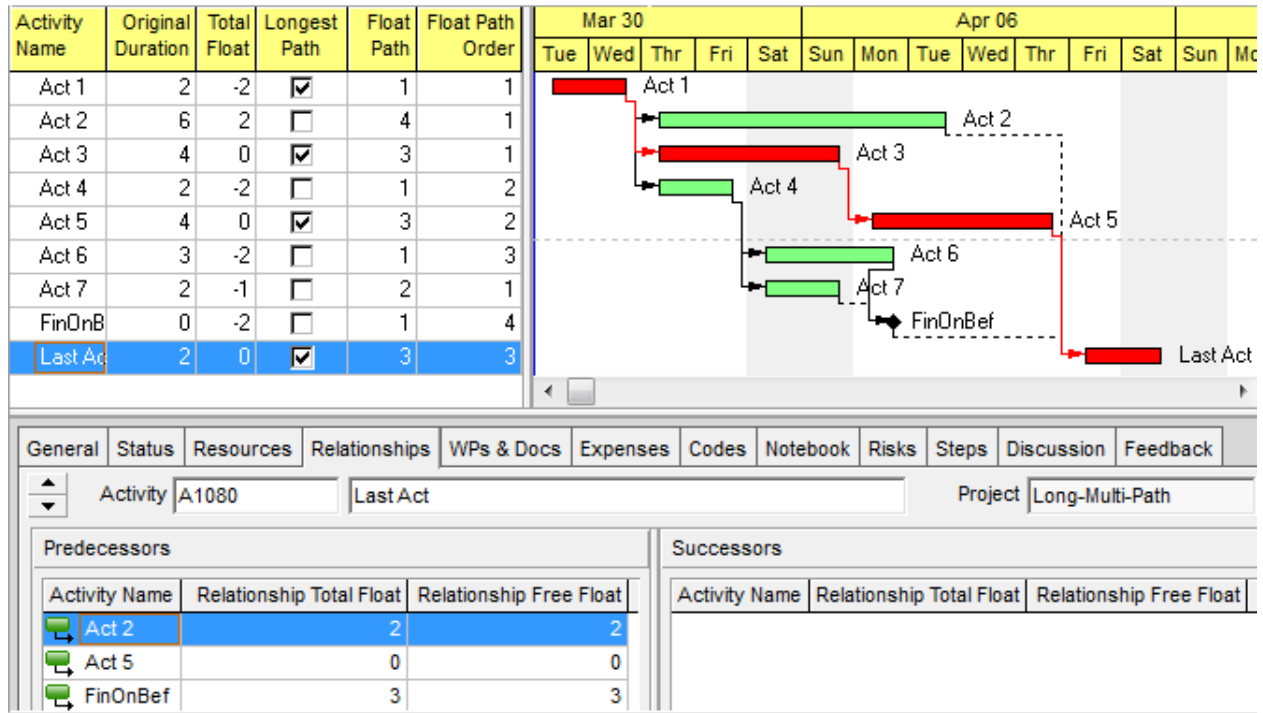 Activity Name Original Duration Total Float Longest Path Float Path Float Path Order
Act 1 2 -2 1 1
Act 2 6 2 4 1
Act 3 4 0 3 1
Act 4 2 -2 1 2
Act 5 4 0 3 2
Act 6 3 -2 1 3
Act 7 2 -1 2 1
FinOnB 0 -2 1 4
Last Ac 2 0 3 3
Mar 30 Apr 06
Tue Wed Thr Fri Sat Sun Mon Tue Wed Thr Fri Sat Sun Mo
Act 1
Act 2
Act 3
Act 4
Act 5
Act 6
Act 7
FinOnBef
Last Act
General Status Resources Relationships WPs & Docs Expenses Codes Notebook Risks Steps Discussion Feedback
Activity A1080 Last Act Project Long-Multi-Path
Predecessors Successors
Activity Name Relationship Total Float Relationship Free Float Activity Name Relationship Total Float Relationship Free Float
Act 2 2 2
Act 5 0 0
FinOnBef 3 3